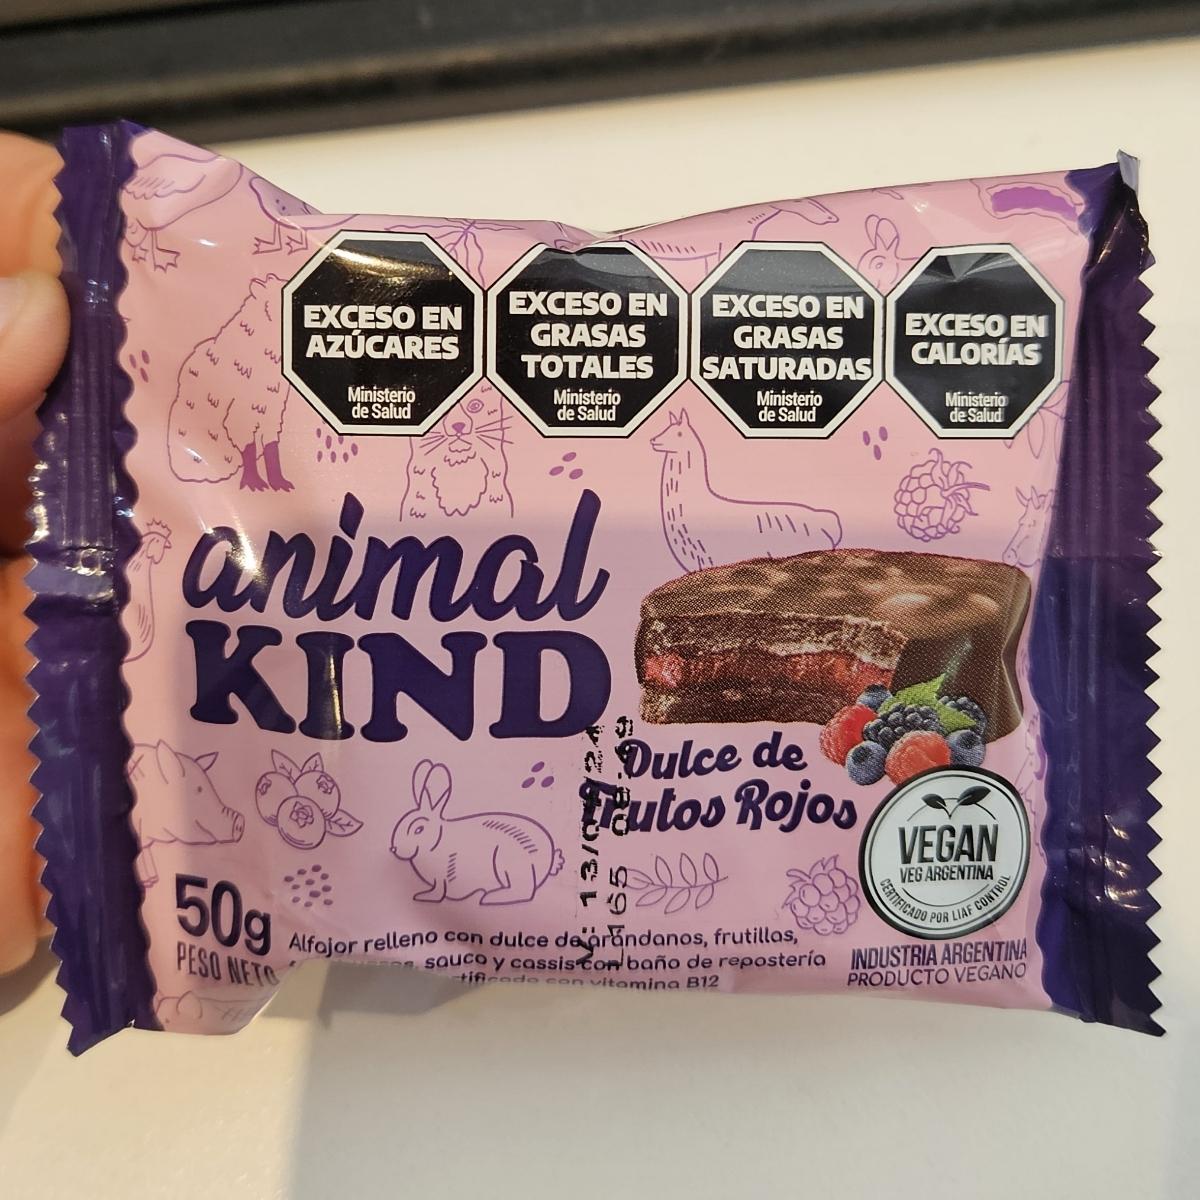 EXCESO EN
AZÚCARES
Ministerio
de Salud
EXCESO EN
GRASAS
TOTALES
Ministerio
de Salud
EXCESO EN
GRASAS
SATURADAS
Ministerio
de Salud
EXCESO EN
CALORÍAS
Ministerio
de Salud
animal
KIND
Dulce de
Frutos Rojos
VEGAN
VEG ARGENTINA
CERTIFICADO POR LIAF CONTROL
50g
PESO NETO
Alfajor relleno con dulce de arándanos, frutillas,
sauco y cassis con baño de repostería
con vitamina B12
INDUSTRIA ARGENTINA
PRODUCTO VEGANO